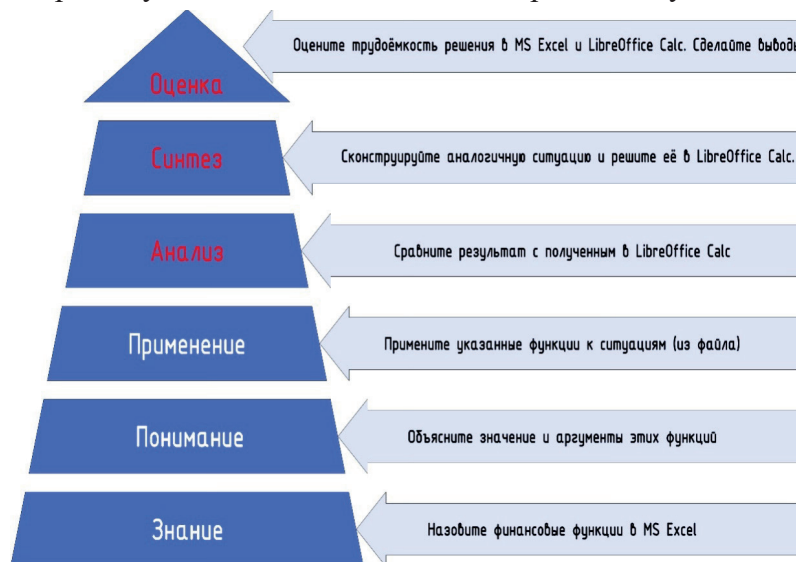 Оцените трудоёмкость решения в MS Excel и LibreOffice Calc. Сделайте выводы
Оценка
Синтез
Сконструируйте аналогичную ситуацию и решите её в LibreOffice Calc.
Анализ
Сравните результат с полученным в LibreOffice Calc
Применение
Примените указанные функции к ситуациям (из файла)
Понимание
Объясните значение и аргументы этих функций
Знание
Назовите финансовые функции в MS Excel